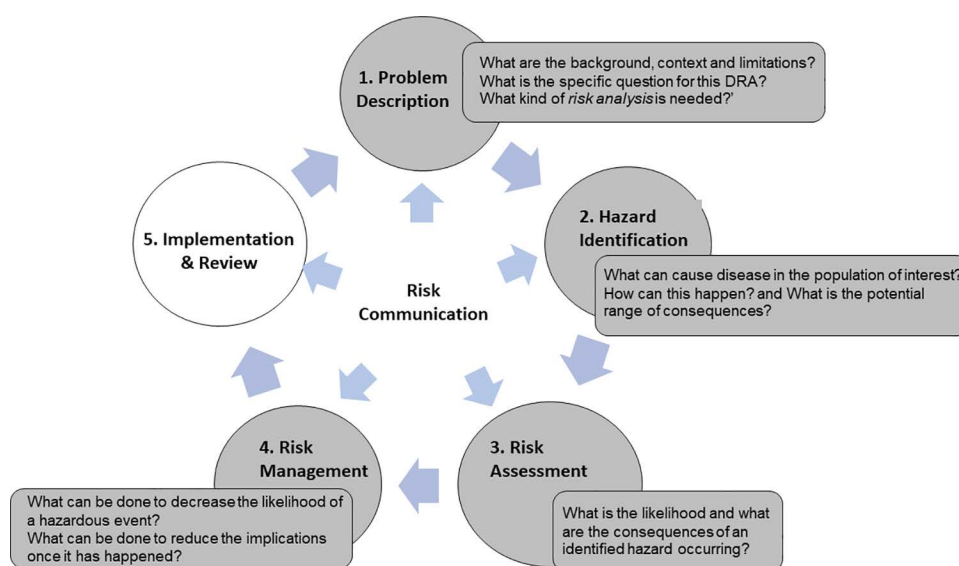 1. Problem
Description
What are the background, context and limitations?
What is the specific question for this DRA?
What kind of risk analysis is needed?'
2. Hazard
Identification
What can cause disease in the population of interest?
How can this happen? and What is the potential
range of consequences?
5. Implementation
& Review
Risk
Communication
4. Risk
Management
What can be done to decrease the likelihood of
a hazardous event?
What can be done to reduce the implications
once it has happened?
3. Risk
Assessment
What is the likelihood and what
are the consequences of an
identified hazard occurring?